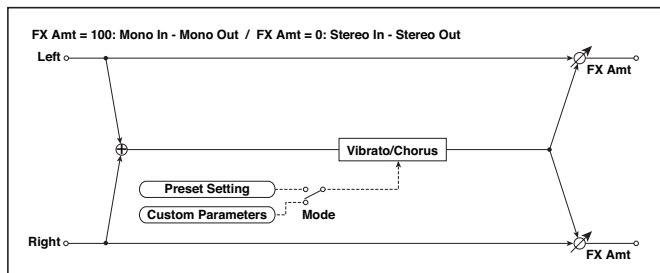 FX Amt = 100: Mono In - Mono Out / FX Amt = 0: Stereo In - Stereo Out
Left
FX Amt
Vibrato/Chorus
Preset Setting
Custom Parameters
Mode
Right
FX Amt